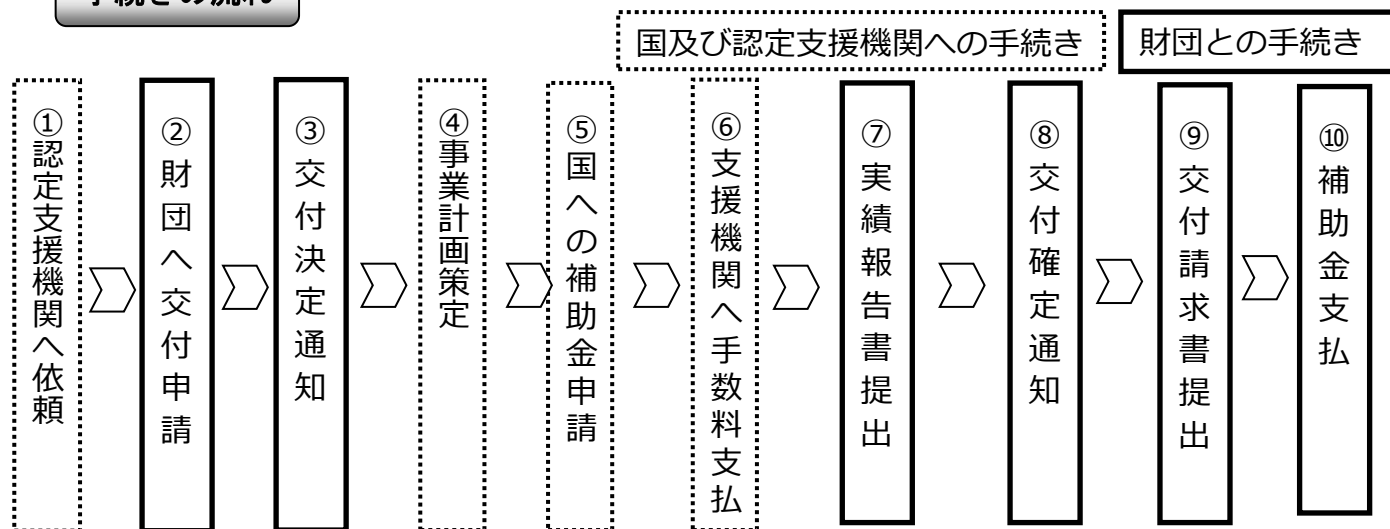 手続きの流れ
国及び認定支援機関への手続き
財団との手続き
①認定支援機関へ依頼
②財団へ交付申請
③交付決定通知
④事業計画策定
⑤国への補助金申請
⑥支援機関へ手数料支払
⑦実績報告書提出
⑧交付確定通知
⑨交付請求書提出
⑩補助金支払